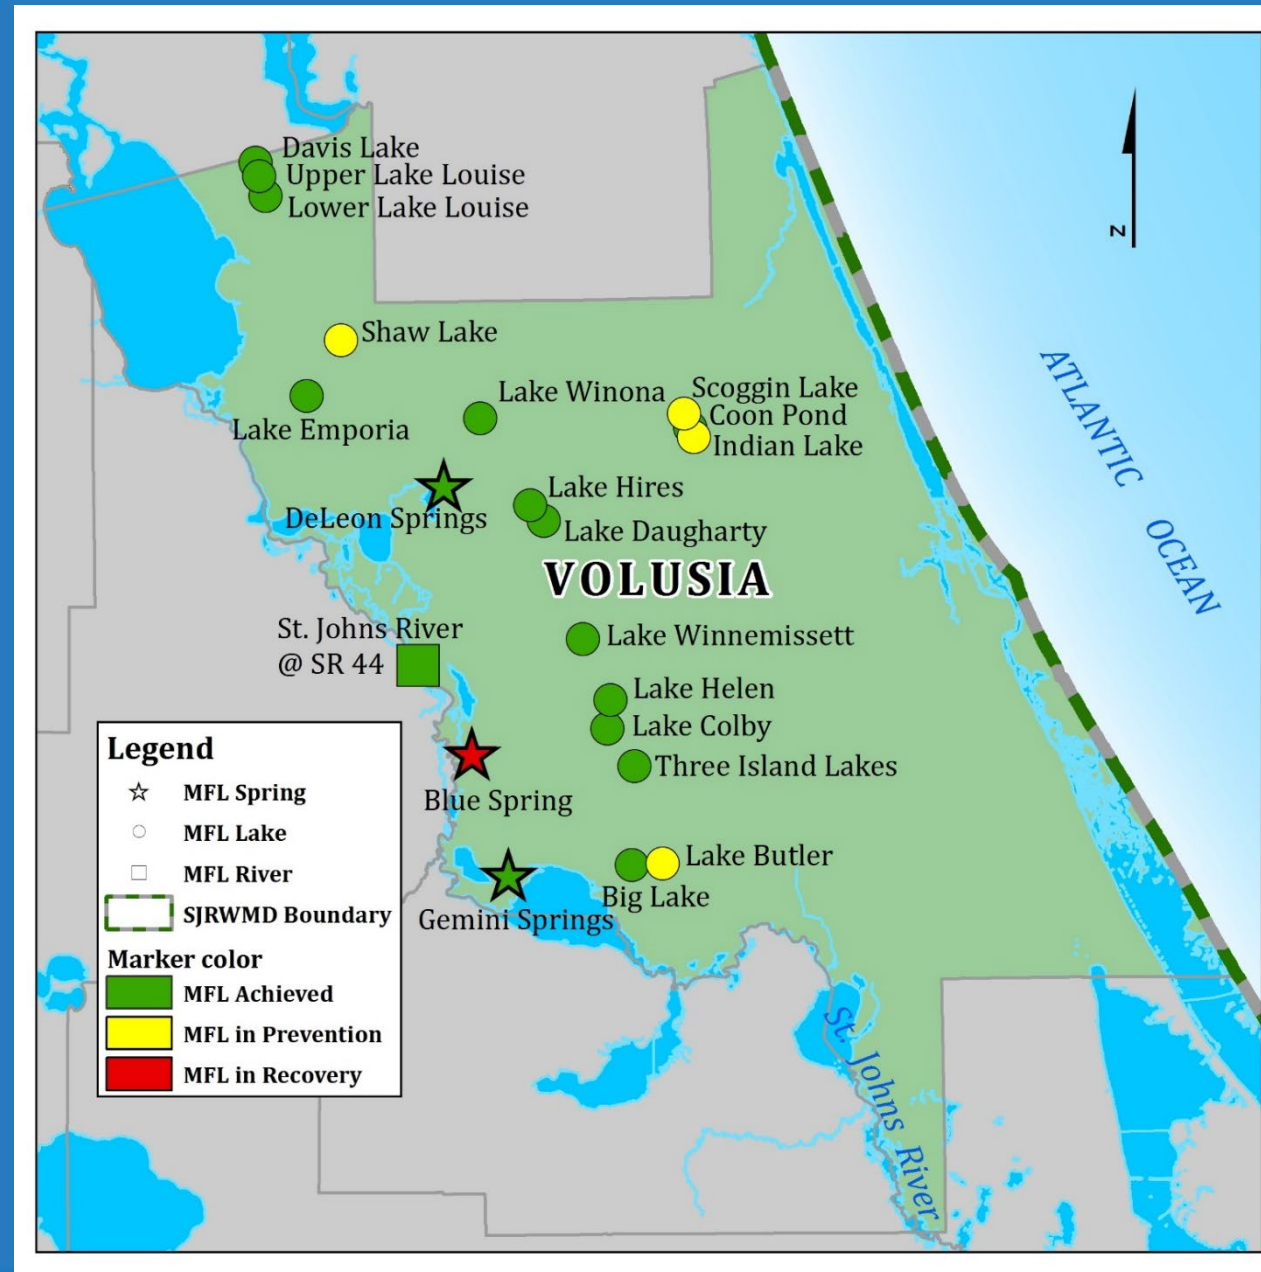 Davis Lake
Upper Lake Louise
Lower Lake Louise
N
Shaw Lake
Lake Winona
Scoggin Lake
Coon Pond
Indian Lake
Lake Emporia
ATLANTIC
OCEAN
Lake Hires
DeLeon Springs
Lake Daugharty
VOLUSIA
St. Johns River
@ SR 44
Lake Winnemissett
Lake Helen
Lake Colby
Three Island Lakes
Blue Spring
Lake Butler
Big Lake
Gemini Springs
St. Johns River
Legend
MFL Spring
MFL Lake
MFL River
SJRWMD Boundary
Marker color
MFL Achieved
MFL in Prevention
MFL in Recovery